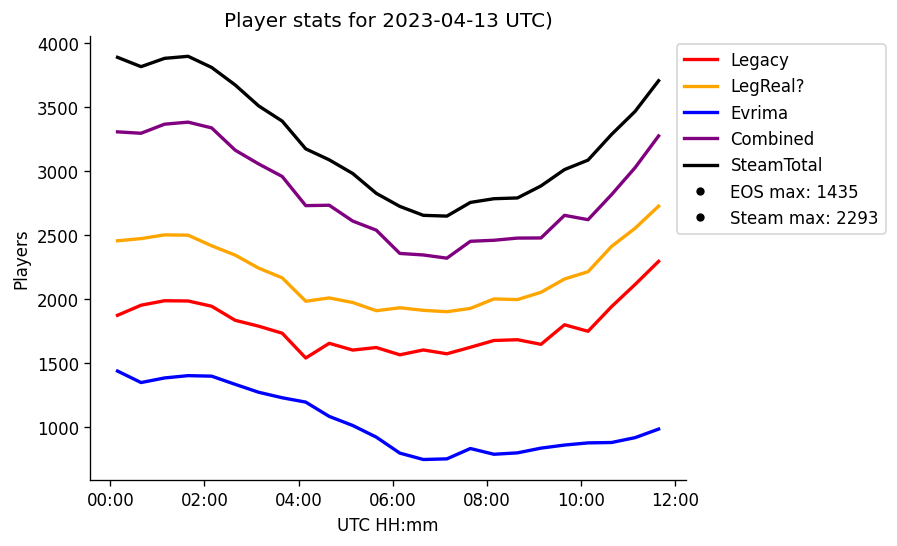 Player stats for 2023-04-13 UTC)
Players
4000
3500
3000
2500
2000
1500
1000
00:00 02:00 04:00 06:00 08:00 10:00 12:00
UTC HH:mm
Legacy
LegReal?
Evrima
Combined
SteamTotal
EOS max: 1435
Steam max: 2293